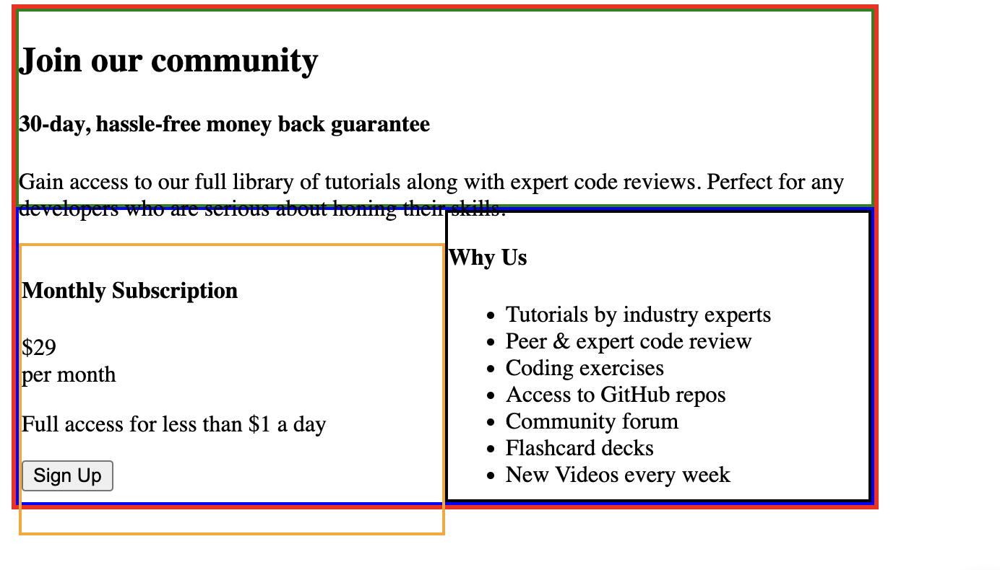 Join our community
30-day, hassle-free money back guarantee
Gain access to our full library of tutorials along with expert code reviews. Perfect for any
developers who are serious about honing their skills.
Monthly Subscription
$29
per month
Full access for less than $1 a day
Sign Up
Why Us
Tutorials by industry experts
Peer & expert code review
Coding exercises
Access to GitHub repos
Community forum
Flashcard decks
New Videos every week